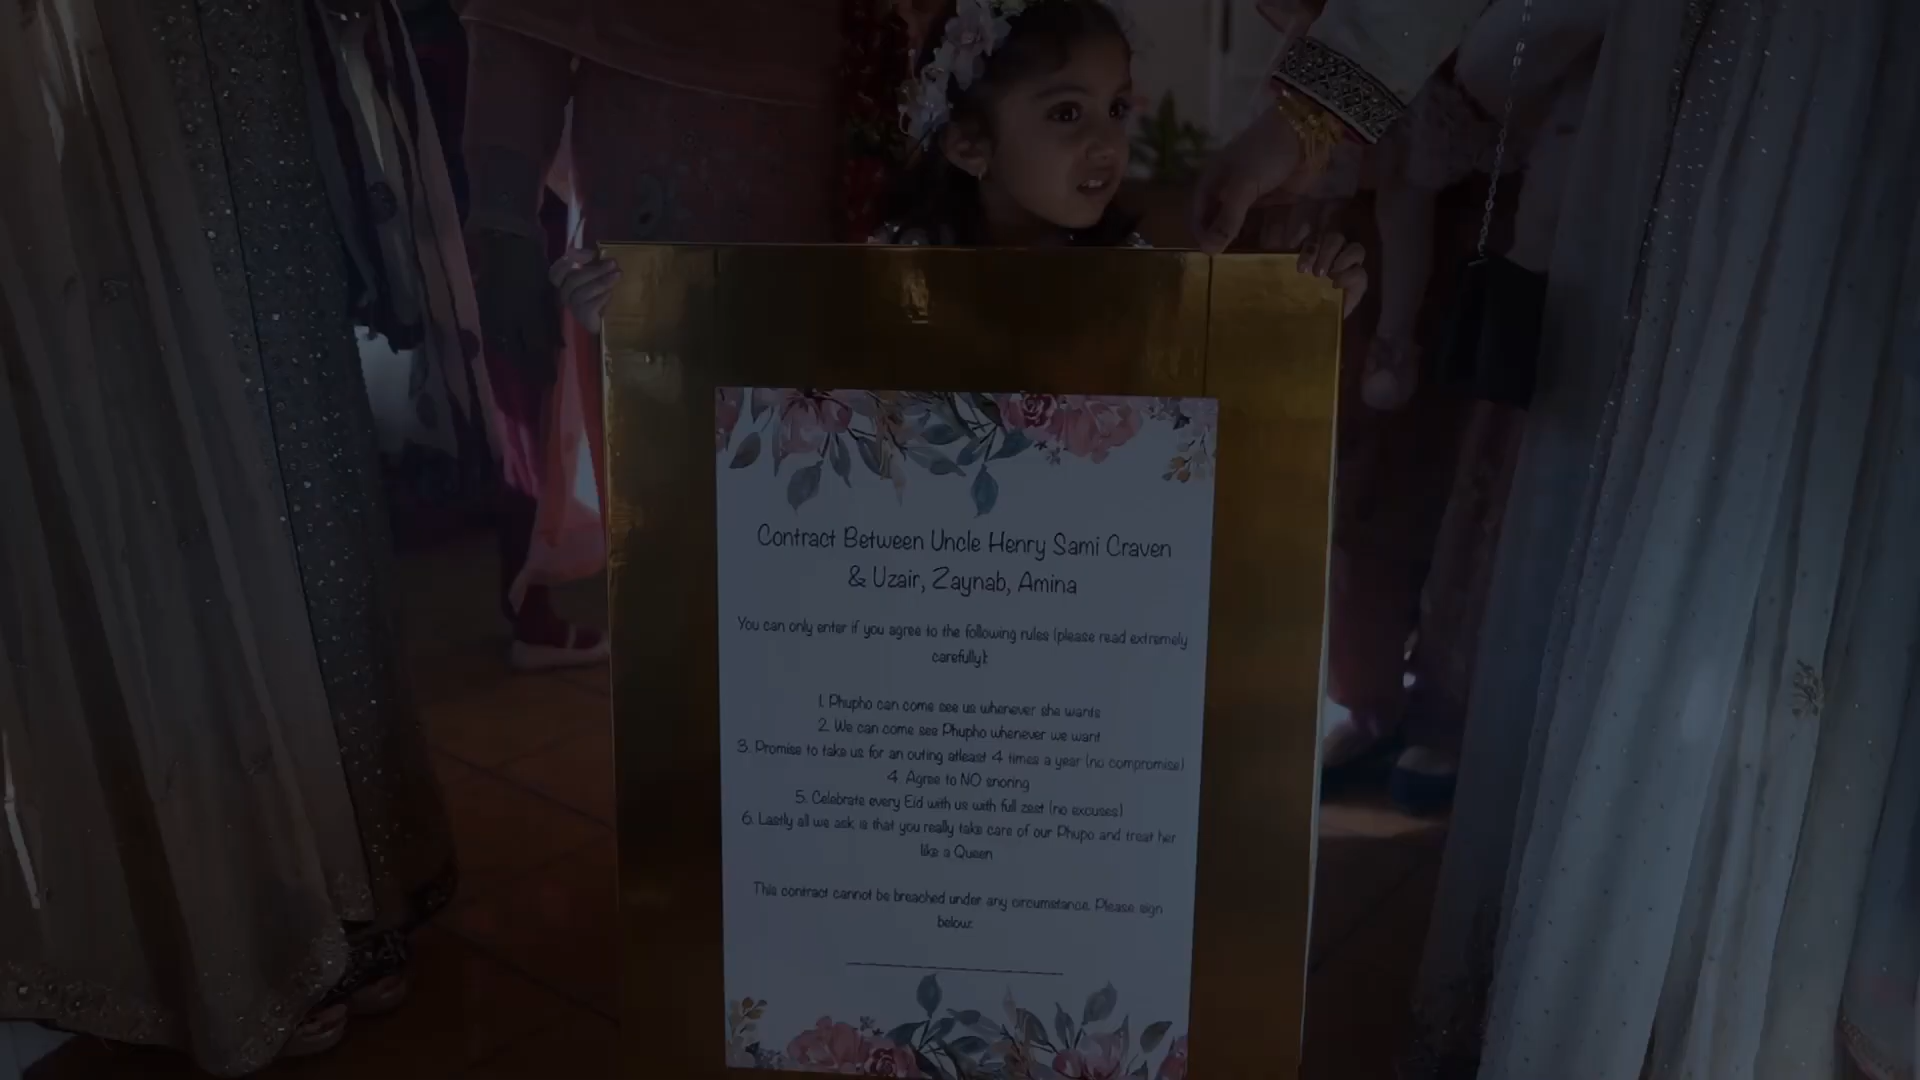 Contract Between Uncle Henry Sami Craven
& Uzair, Zaynab, Amina
You can only enter if you agree to the following rules (please read extremely
carefully):
1. Phupho can come see us whenever she wants
2. We can come see Phupho whenever we want
3. Promise to take us for an outing atleast 4 times a year (no compromise)
4. Agree to NO snoring
5. Celebrate every Eid with us with full zest (no excuses)
6. Lastly all we ask is that you really take care of our Phupo and treat her
like a Queen
This contract cannot be breached under any circumstance. Please sign
below: